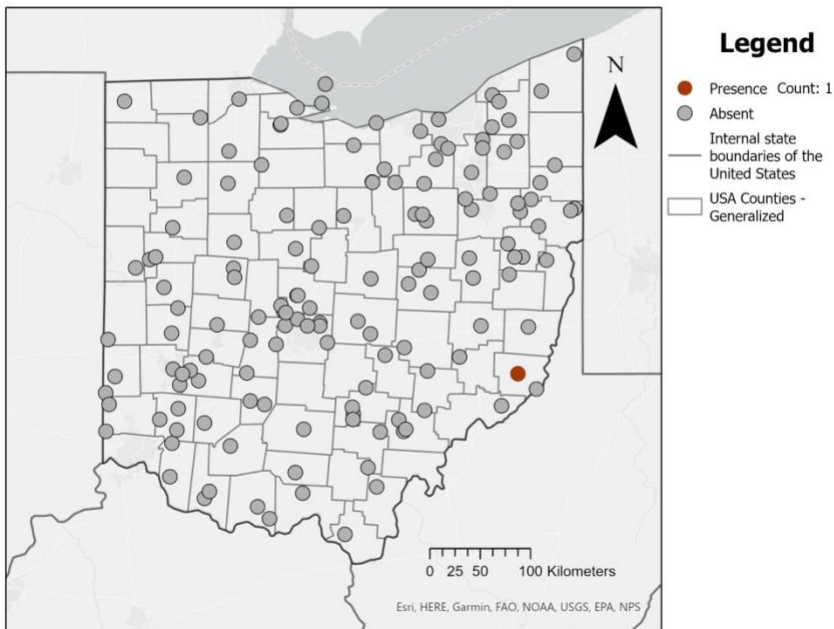 Legend
N
Presence Count: 1
Absent
Internal state
boundaries of the
United States
USA Counties -
Generalized
0 25 50 100 Kilometers
Esri, HERE, Garmin, FAO, NOAA, USGS, EPA, NPS